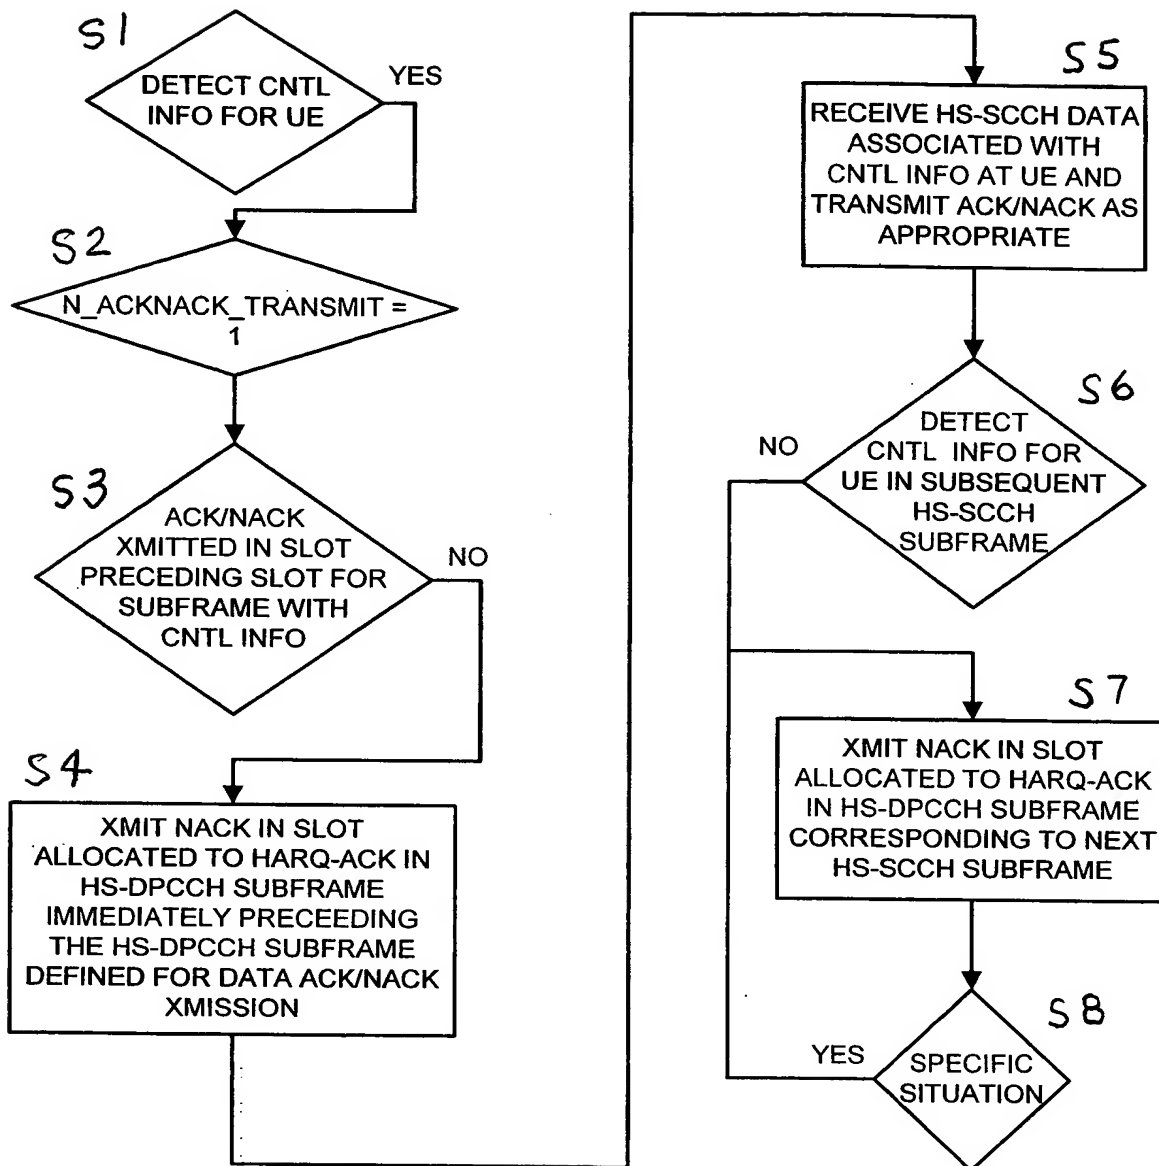 S1
DETECT CNTL
INFO FOR UE
YES
S2
N_ACKNACK_TRANSMIT =
1
S3
ACK/NACK
XMITTED IN SLOT
PRECEDING SLOT FOR
SUBFRAME WITH
CNTL INFO
NO
S4
XMIT NACK IN SLOT
ALLOCATED TO HARQ-ACK IN
HS-DPCCH SUBFRAME
IMMEDIATELY PRECEEDING
THE HS-DPCCH SUBFRAME
DEFINED FOR DATA ACK/NACK
XMISSION
S5
RECEIVE HS-SCCH DATA
ASSOCIATED WITH
CNTL INFO AT UE AND
TRANSMIT ACK/NACK AS
APPROPRIATE
S6
DETECT
CNTL INFO FOR
UE IN SUBSEQUENT
HS-SCCH
SUBFRAME
NO
S7
XMIT NACK IN SLOT
ALLOCATED TO HARQ-ACK
IN HS-DPCCH SUBFRAME
CORRESPONDING TO NEXT
HS-SCCH SUBFRAME
S8
SPECIFIC
SITUATION
YES